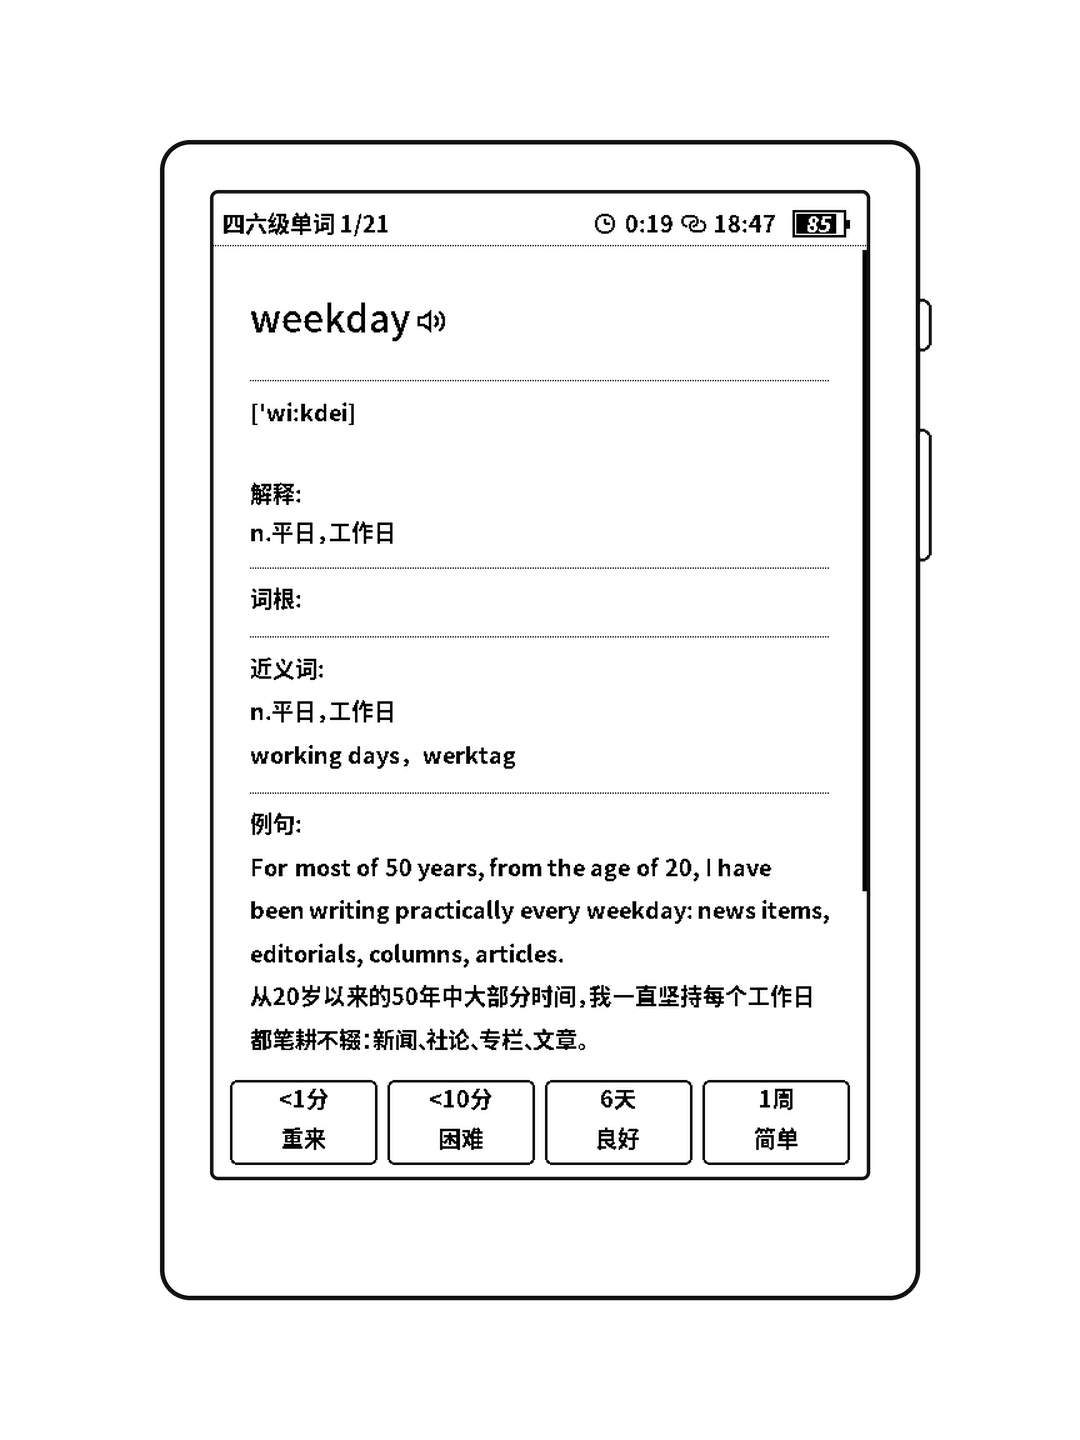 四六级单词 1/21 0:19 18:47 85
weekday
['wi:kdei]
解释:
n.平日,工作日
词根:
近义词:
n.平日,工作日
working days，werktag
例句:
For most of 50 years, from the age of 20, I have
been writing practically every weekday: news items,
editorials, columns, articles.
从20岁以来的50年中大部分时间,我一直坚持每个工作日
都笔耕不辍:新闻、社论、专栏、文章。
<1分 <10分 6天 1周
重来 困难 良好 简单